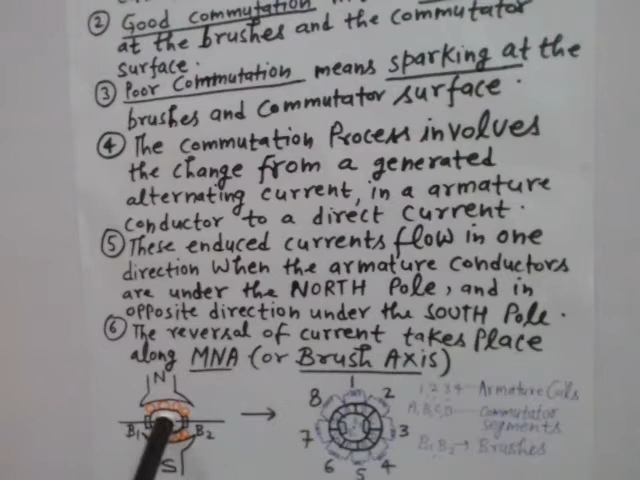 ② Good commutation
at the brushes and the commutator
surface.
③ Poor Commutation means sparking at the
brushes and commutator surface.
④ The commutation Process involves
the change from a generated
alternating current, in a armature
conductor to a direct current.
⑤ These enduced currents flow in one
direction when the armature conductors
are under the NORTH Pole, and in
opposite direction under the SOUTH Pole.
⑥ The reversal of current takes Place
along MNA (or Brush Axis)
N
B1 B2
S
1
2
3
4
5
6
7
8
1, 2, 3, 4 - Armature Coils
A, B, C, D - Commutator
segments
B1, B2 → Brushes